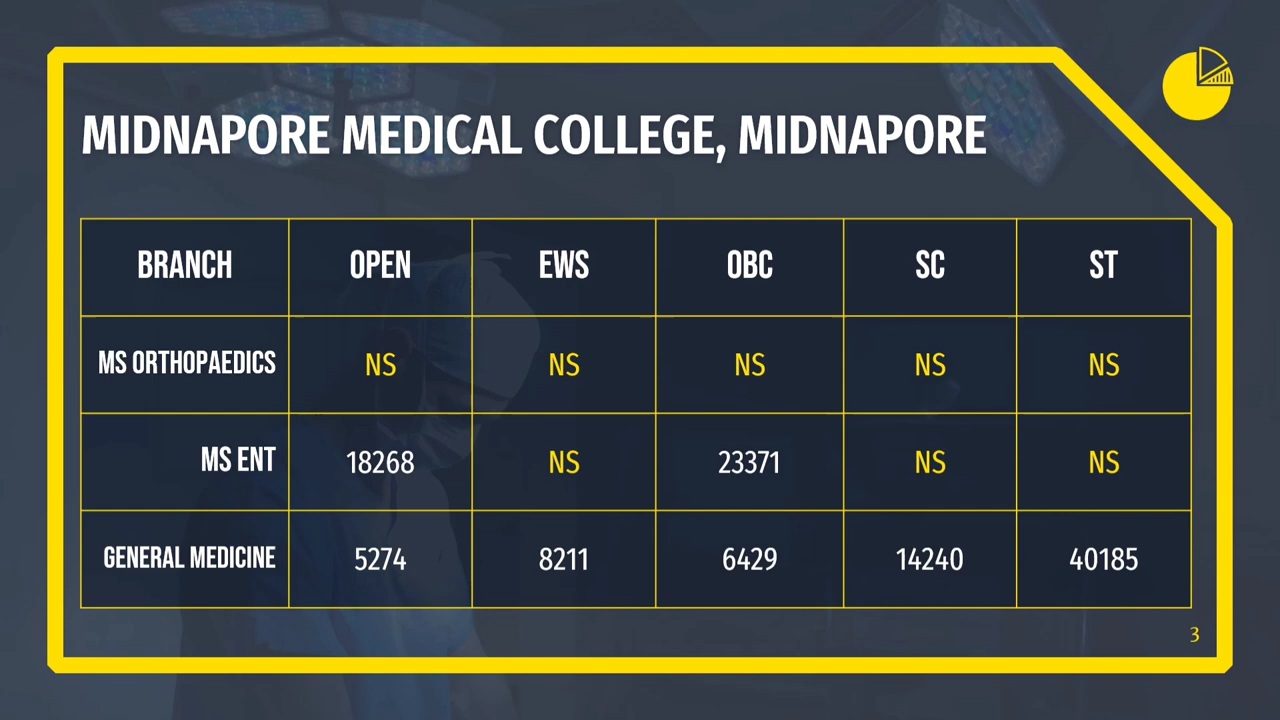 MIDNAPORE MEDICAL COLLEGE, MIDNAPORE
BRANCH OPEN EWS OBC SC ST
MS ORTHOPAEDICS NS NS NS NS NS
MS ENT 18268 NS 23371 NS NS
GENERAL MEDICINE 5274 8211 6429 14240 40185
3